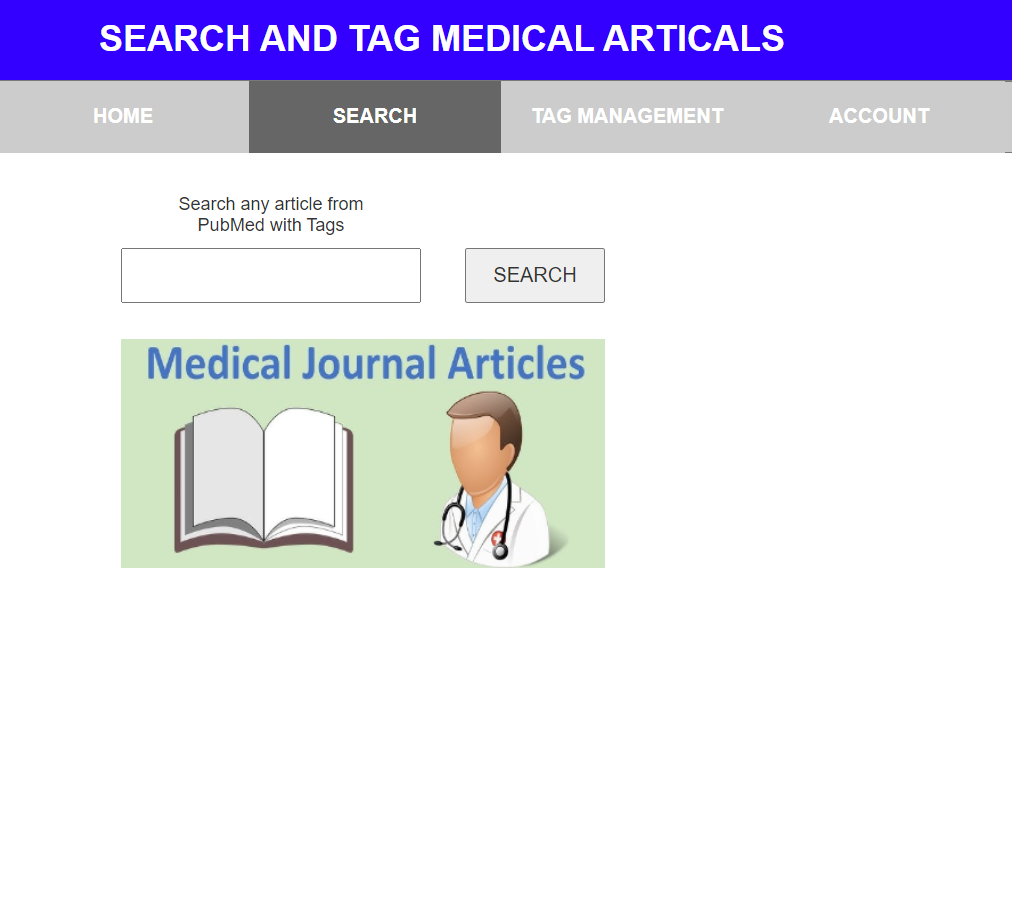 SEARCH AND TAG MEDICAL ARTICALS
HOME SEARCH TAG MANAGEMENT ACCOUNT
Search any article from
PubMed with Tags
SEARCH
Medical Journal Articles